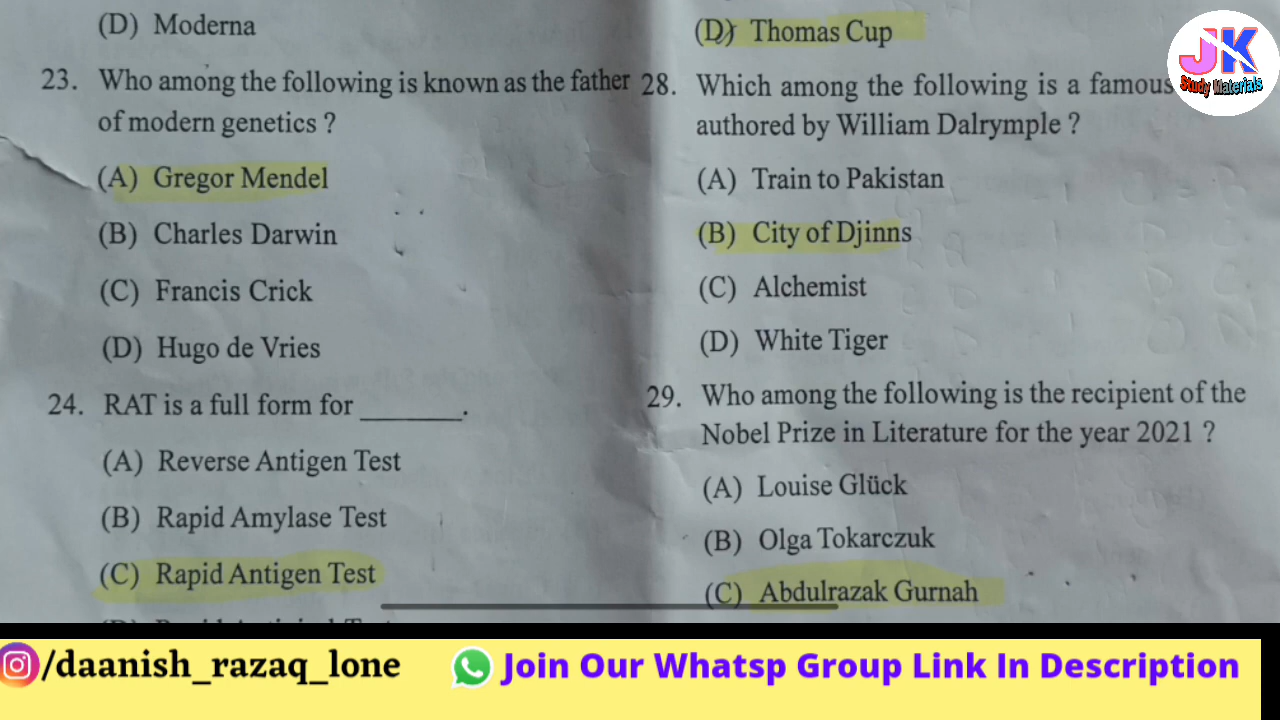 (D) Moderna
23. Who among the following is known as the father
of modern genetics ?
(A) Gregor Mendel
(B) Charles Darwin
(C) Francis Crick
(D) Hugo de Vries
24. RAT is a full form for ________.
(A) Reverse Antigen Test
(B) Rapid Amylase Test
(C) Rapid Antigen Test
(D) Thomas Cup
28. Which among the following is a famous
authored by William Dalrymple ?
(A) Train to Pakistan
(B) City of Djinns
(C) Alchemist
(D) White Tiger
29. Who among the following is the recipient of the
Nobel Prize in Literature for the year 2021 ?
(A) Louise Glück
(B) Olga Tokarczuk
(C) Abdulrazak Gurnah
JK
Study Materials
/daanish_razaq_lone
Join Our Whatsp Group Link In Description